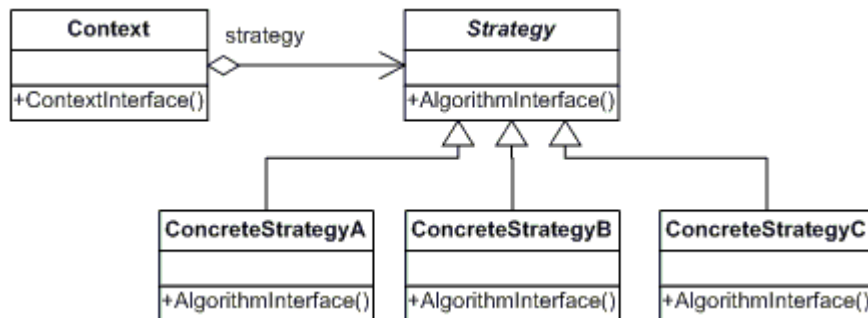 Context
strategy
Strategy
+ContextInterface()
+AlgorithmInterface()
ConcreteStrategyA
ConcreteStrategyB
ConcreteStrategyC
+AlgorithmInterface()
+AlgorithmInterface()
+AlgorithmInterface()